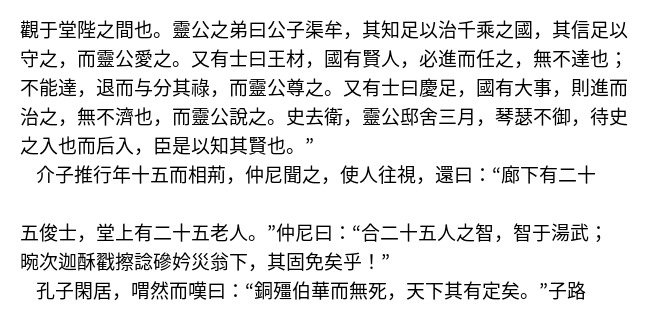 觀于堂陛之間也。靈公之弟曰公子渠牟，其知足以治千乘之國，其信足以
守之，而靈公愛之。又有士曰王材，國有賢人，必進而任之，無不達也；
不能達，退而与分其祿，而靈公尊之。又有士曰慶足，國有大事，則進而
治之，無不濟也，而靈公說之。史去衛，靈公邸舍三月，琴瑟不御，待史
之入也而后入，臣是以知其賢也。”
介子推行年十五而相荊，仲尼聞之，使人往視，還曰：“廊下有二十
五俊士，堂上有二十五老人。”仲尼曰：“合二十五人之智，智于湯武；
晼次迦酥戳擦諗磣妗災翁下，其固免矣乎！”
孔子閑居，喟然而嘆曰：“銅殭伯華而無死，天下其有定矣。”子路